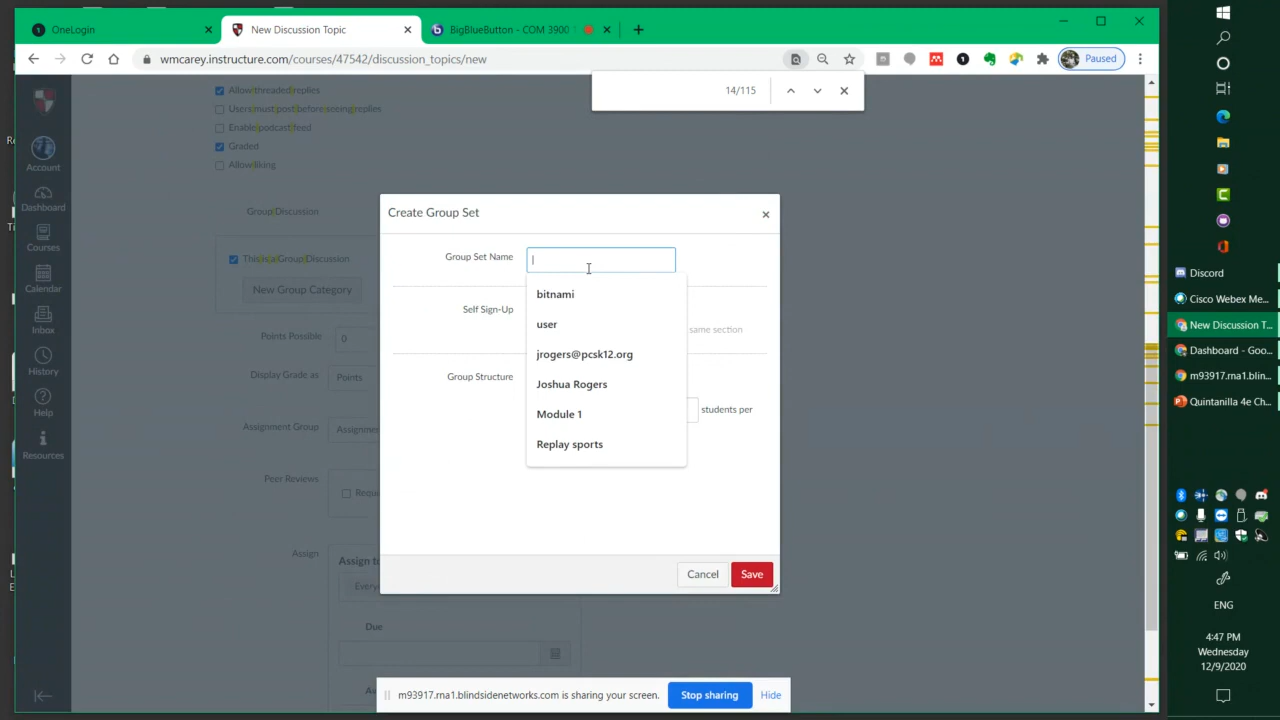 OneLogin
New Discussion Topic
BigBlueButton - COM 3900
wmcarey.instructure.com/courses/47542/discussion_topics/new
Paused
14/115
Allow threaded replies
Users must post before seeing replies
Enable podcast feed
Graded
Allow liking
Group Discussion
This is a Group Discussion
New Group Category
Points Possible
0
Display Grade as
Points
Assignment Group
Peer Reviews
Assign
Assign to
Due
Account
Dashboard
Courses
Calendar
Inbox
History
Help
Resources
Create Group Set
Group Set Name
Self Sign-Up
same section
Group Structure
students per
bitnami
user
jrogers@pcsk12.org
Joshua Rogers
Module 1
Replay sports
Cancel
Save
m93917.rna1.blindsidenetworks.com is sharing your screen.
Stop sharing
Hide
Discord
Cisco Webex Me...
New Discussion T...
Dashboard - Goo...
m93917.rna1.blin...
Quintanilla 4e Ch...
ENG
4:47 PM
Wednesday
12/9/2020